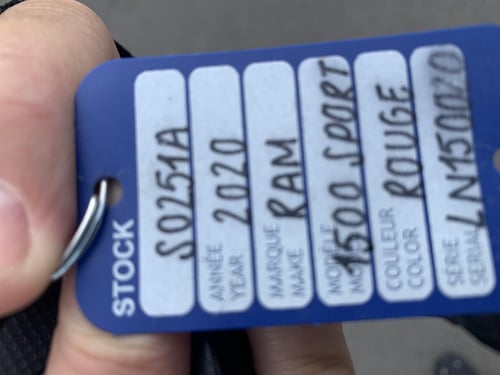 STOCK S0251A
ANNÉE YEAR 2020
MARQUE MAKE RAM
MODÈLE 1500 SPORT
COULEUR COLOR ROUGE
SÉRIE SERIAL LN150020